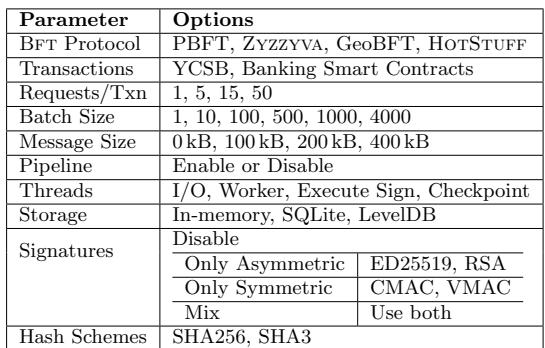 Parameter Options
BFT Protocol PBFT, ZYZZYVA, GeoBFT, HOTSTUFF
Transactions YCSB, Banking Smart Contracts
Requests/Txn 1, 5, 15, 50
Batch Size 1, 10, 100, 500, 1000, 4000
Message Size 0 kB, 100 kB, 200 kB, 400 kB
Pipeline Enable or Disable
Threads I/O, Worker, Execute Sign, Checkpoint
Storage In-memory, SQLite, LevelDB
Signatures Disable
Only Asymmetric ED25519, RSA
Only Symmetric CMAC, VMAC
Mix Use both
Hash Schemes SHA256, SHA3